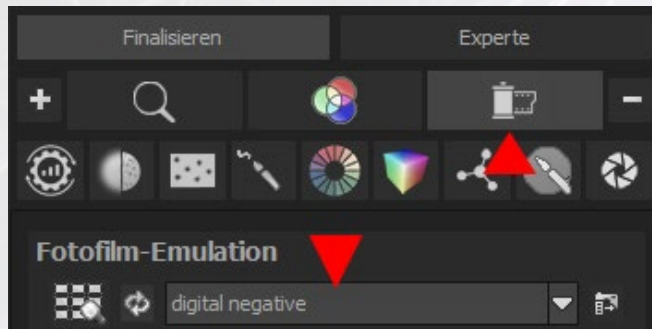 Finalisieren Experte
Fotofilm-Emulation
digital negative